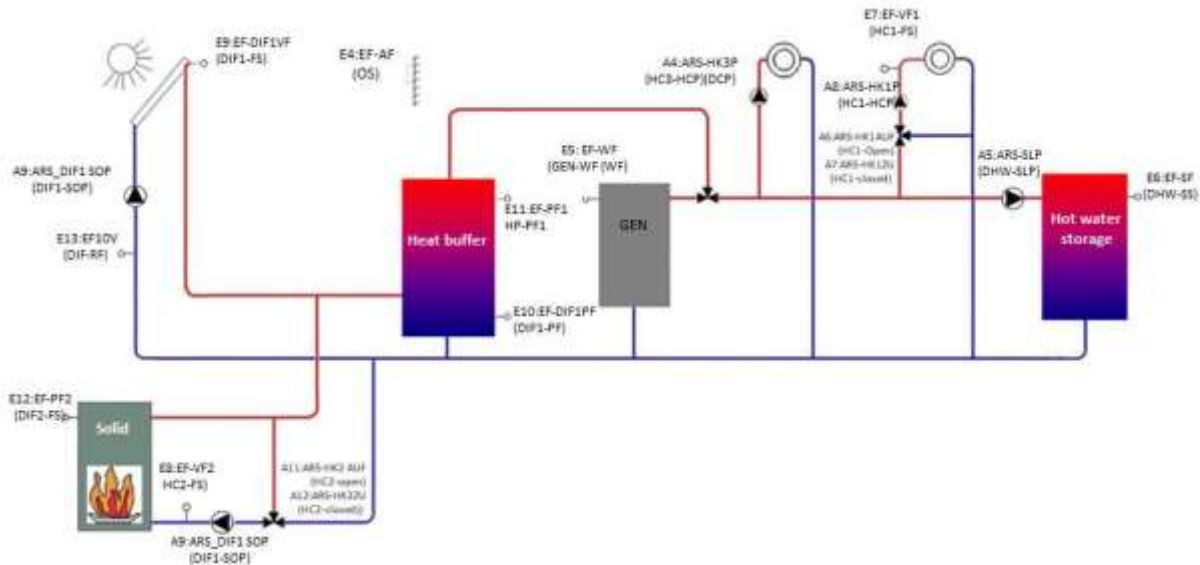 E7:EF-VF1
(HC1-FS)
E9:EF-DIF1VF
(DIF1-FS)
E4:EF-AF
(OS)
A4:ARS-HK3P
(HC3-HCP)(DCP)
A8:ARS-HK1P
(HC1-HCP)
A6:ARS-HK1 AUF
(HC1-Open)
A7:ARS-HK1ZU
(HC1-closed)
E5: EF-WF
(GEN-WF (WF)
A5:ARS-SLP
(DHW-SLP)
E6:EF-SF
(DHW-SS)
A9:ARS_DIF1 SOP
(DIF1-SOP)
E11:EF-PF1
HP-PF1
GEN
Hot water
storage
Heat buffer
E13:EF1OV
(DIF-RF)
E10:EF-DIF1PF
(DIF1-PF)
E12:EF-PF2
(DIF2-FS)
Solid
E8:EF-VF2
HC2-FS)
A11:ARS-HK2 AUF
(HC2-open)
A12:ARS-HK2ZU
(HC2-closed))
A9:ARS_DIF1 SOP
(DIF1-SOP)